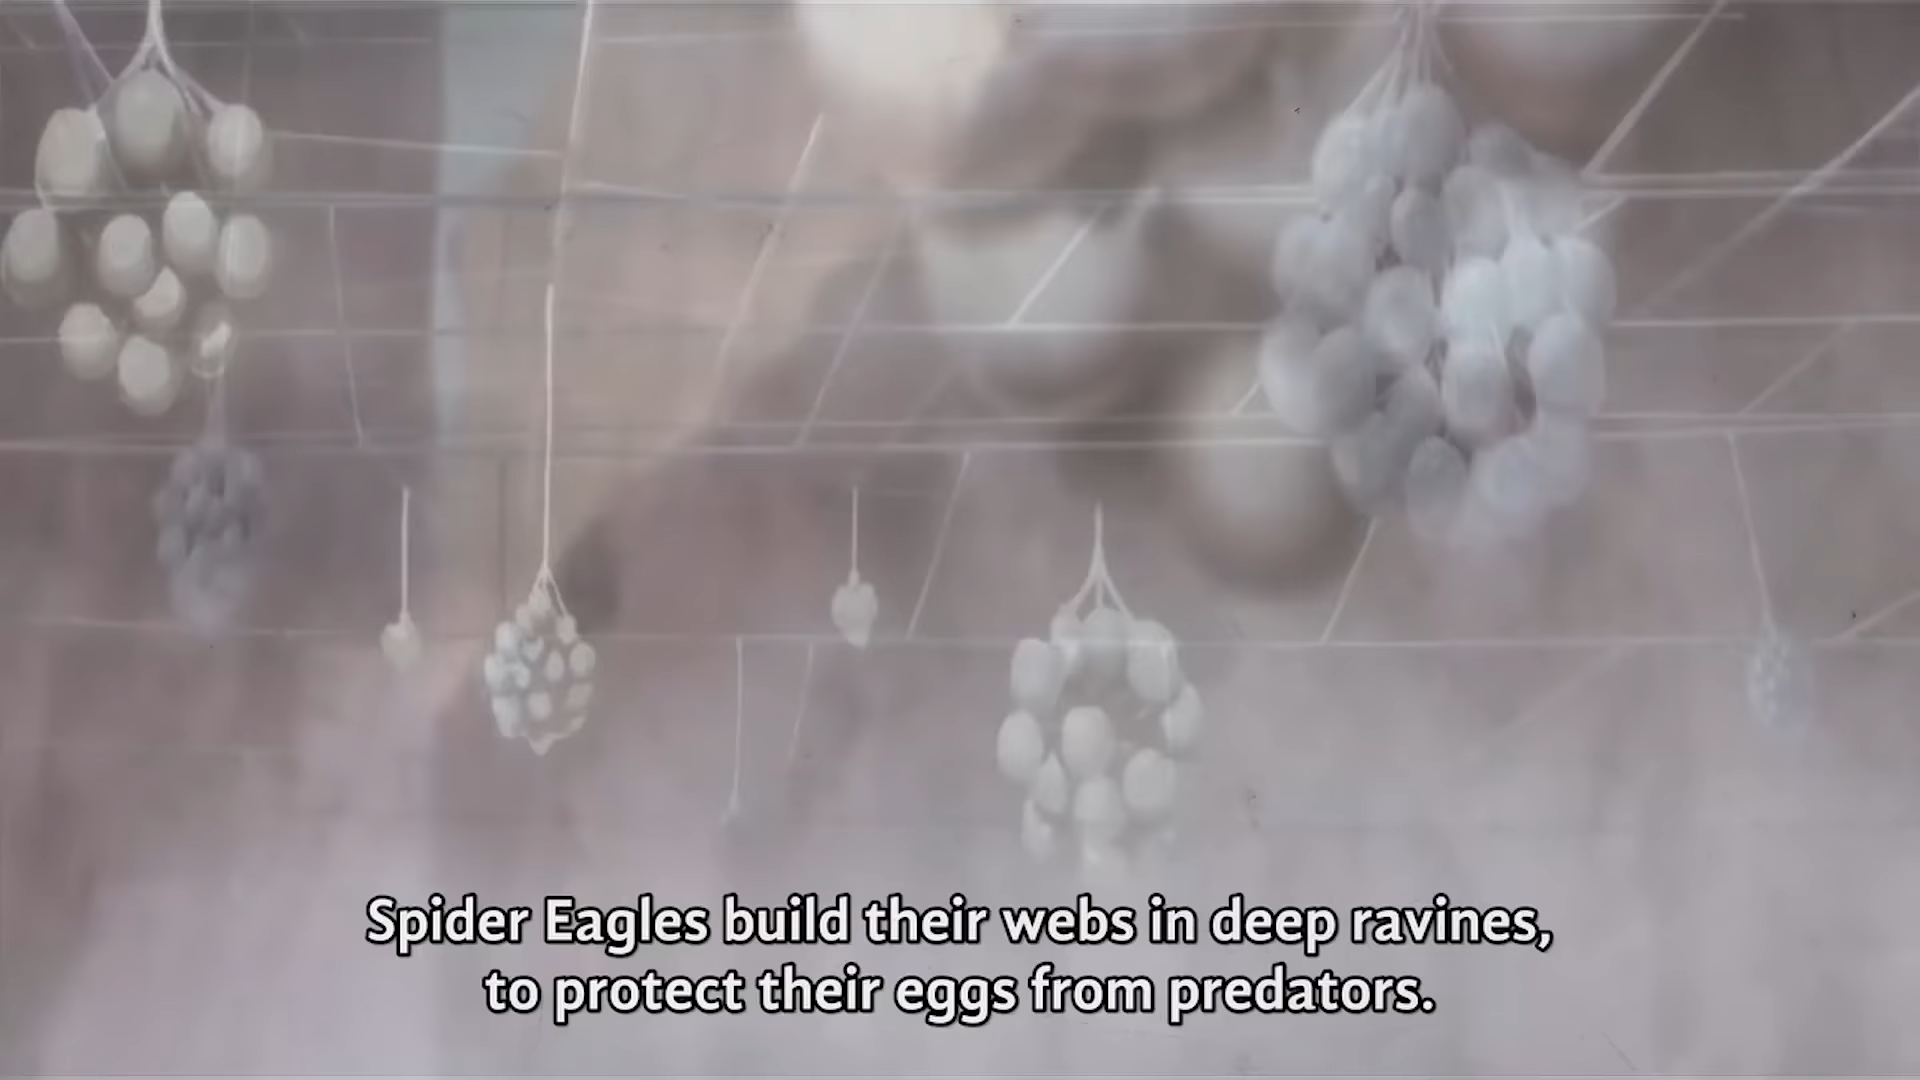 Spider Eagles build their webs in deep ravines,
to protect their eggs from predators.